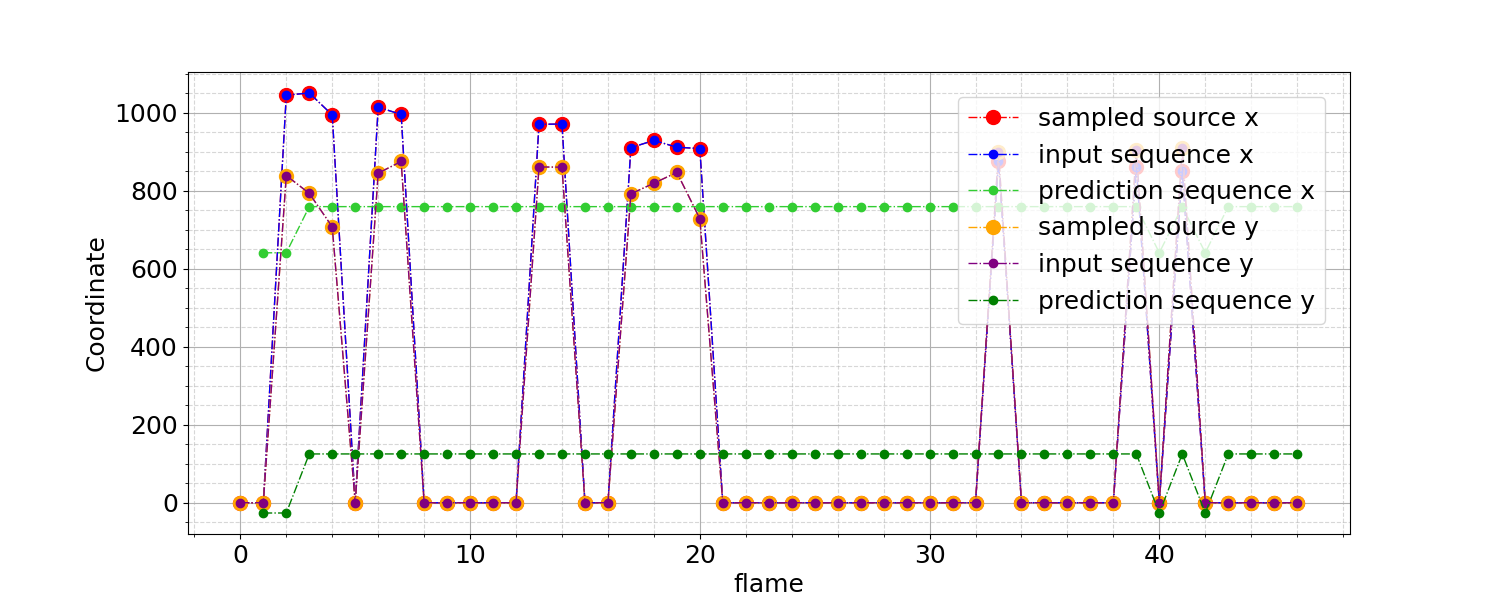 Coordinate
1000
800
600
400
200
0
sampled source x
input sequence x
prediction sequence x
sampled source y
input sequence y
prediction sequence y
0
10
20
30
40
flame